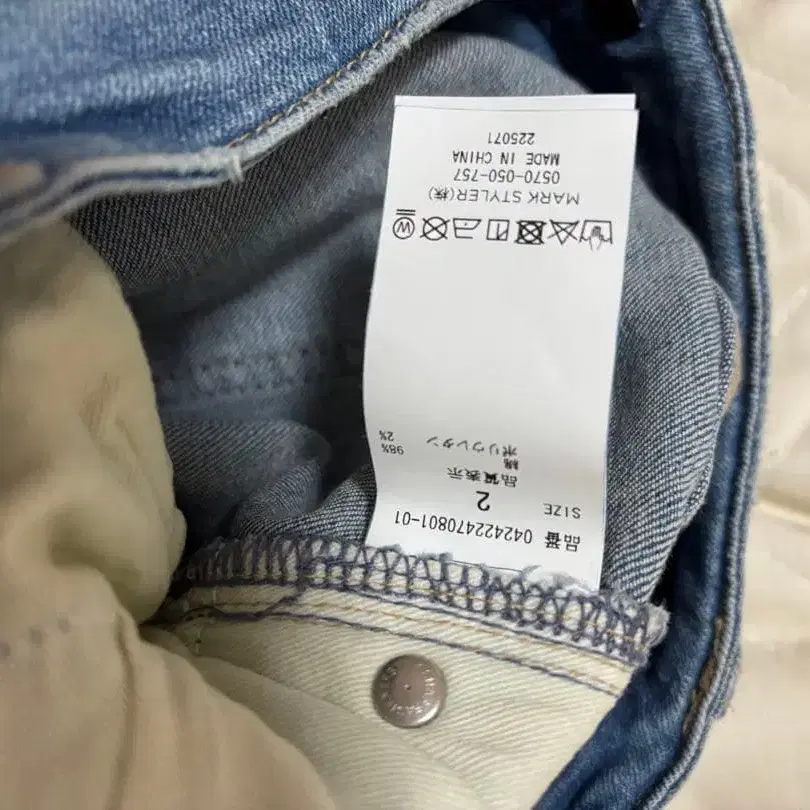 品番 042422470801-01
SIZE
2
品質表示
綿 98%
ポリウレタン 2%
W
MARK STYLER(株)
0570-050-757
MADE IN CHINA
225071